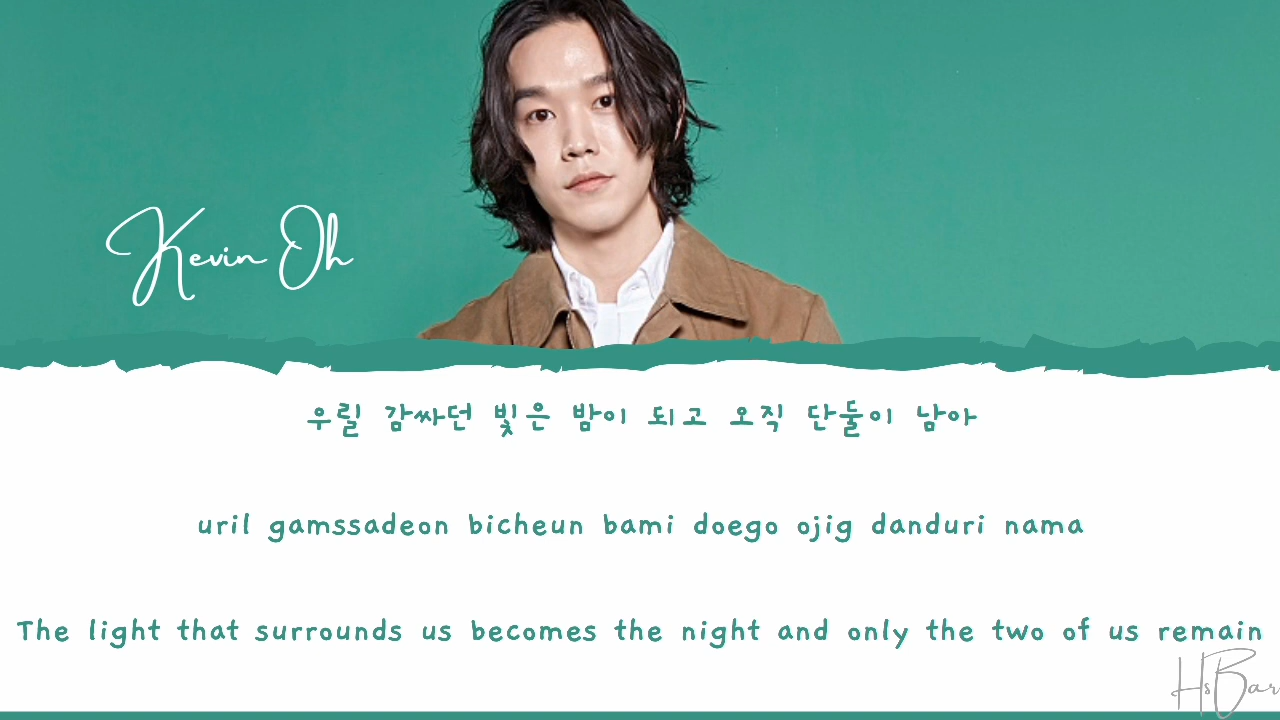 Kevin Oh
우릴 감싸던 빛은 밤이 되고 오직 단둘이 남아
uril gamssadeon bicheun bami doego ojig danduri nama
The light that surrounds us becomes the night and only the two of us remain
HsBar